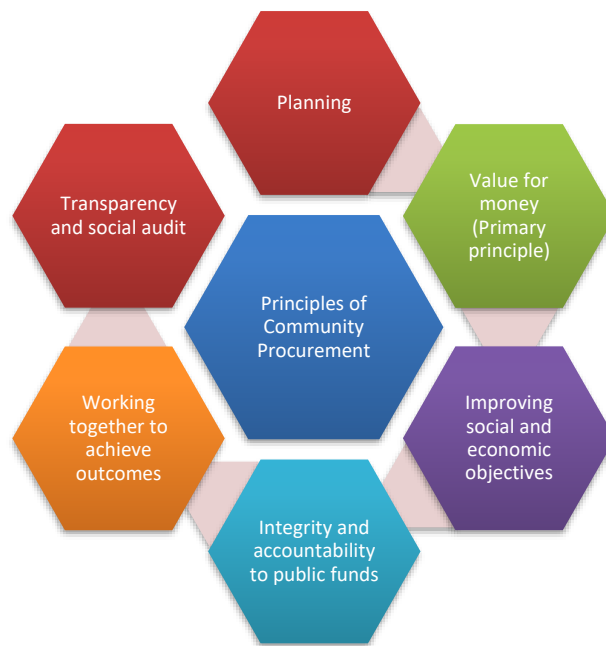 Planning
Transparency
and social audit
Value for
money
(Primary
principle)
Principles of
Community
Procurement
Working
together to
achieve
outcomes
Improving
social and
economic
objectives
Integrity and
accountability
to public funds